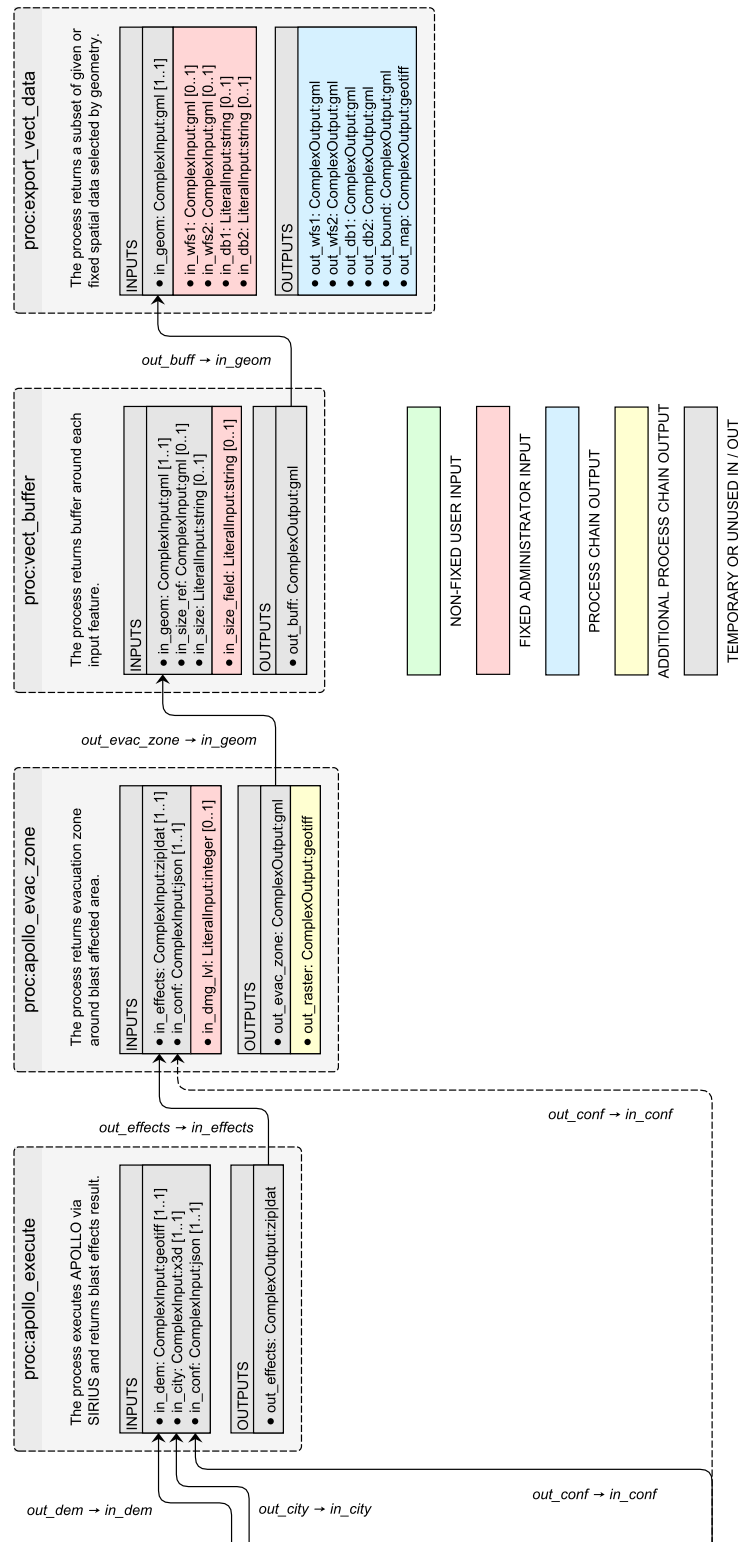 proc:apollo_execute
The process executes APOLLO via
SIRIUS and returns blast effects result.
INPUTS
● in_dem: ComplexInput:geotiff [1..1]
● in_city: ComplexInput:x3d [1..1]
● in_conf: ComplexInput:json [1..1]
OUTPUTS
● out_effects: ComplexOutput:zip|dat
out_dem → in_dem
out_city → in_city
out_conf → in_conf
out_effects → in_effects
out_conf → in_conf
proc:apollo_evac_zone
The process returns evacuation zone
around blast affected area.
INPUTS
● in_effects: ComplexInput:zip|dat [1..1]
● in_conf: ComplexInput:json [1..1]
● in_dmg_lvl: LiteralInput:integer [0..1]
OUTPUTS
● out_evac_zone: ComplexOutput:gml
● out_raster: ComplexOutput:geotiff
out_evac_zone → in_geom
proc:vect_buffer
The process returns buffer around each
input feature.
INPUTS
● in_geom: ComplexInput:gml [1..1]
● in_size_ref: ComplexInput:gml [0..1]
● in_size: LiteralInput:string [0..1]
● in_size_field: LiteralInput:string [0..1]
OUTPUTS
● out_buff: ComplexOutput:gml
out_buff → in_geom
proc:export_vect_data
The process returns a subset of given or
fixed spatial data selected by geometry.
INPUTS
● in_geom: ComplexInput:gml [1..1]
● in_wfs1: ComplexInput:gml [0..1]
● in_wfs2: ComplexInput:gml [0..1]
● in_db1: LiteralInput:string [0..1]
● in_db2: LiteralInput:string [0..1]
OUTPUTS
● out_wfs1: ComplexOutput:gml
● out_wfs2: ComplexOutput:gml
● out_db1: ComplexOutput:gml
● out_db2: ComplexOutput:gml
● out_bound: ComplexOutput:gml
● out_map: ComplexOutput:geotiff
NON-FIXED USER INPUT
FIXED ADMINISTRATOR INPUT
PROCESS CHAIN OUTPUT
ADDITIONAL PROCESS CHAIN OUTPUT
TEMPORARY OR UNUSED IN / OUT